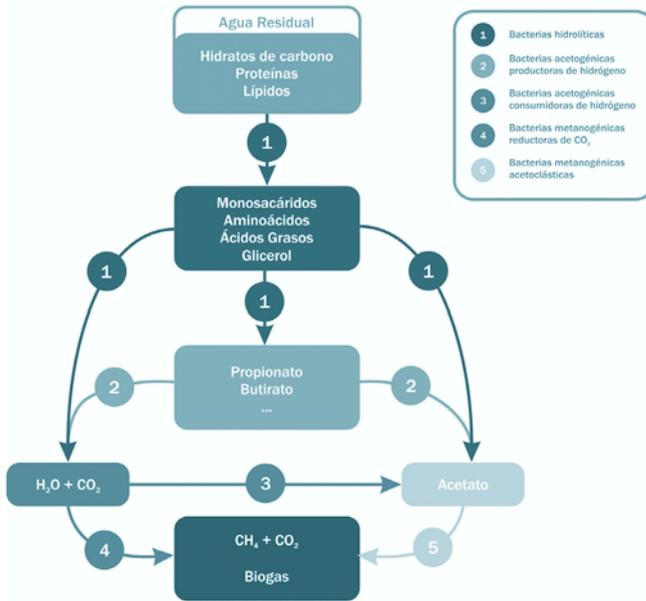 Agua Residual
Hidratos de carbono
Proteínas
Lípidos
1
Bacterias hidrolíticas
2
Bacterias acetogénicas
productoras de hidrógeno
3
Bacterias acetogénicas
consumidoras de hidrógeno
4
Bacterias metanogénicas
reductoras de CO₂
5
Bacterias metanogénicas
acetoclásticas
1
Monosacáridos
Aminoácidos
Ácidos Grasos
Glicerol
1
1
1
Propionato
Butirato
...
2
2
H₂O + CO₂
3
Acetato
4
CH₄ + CO₂
Biogas
5